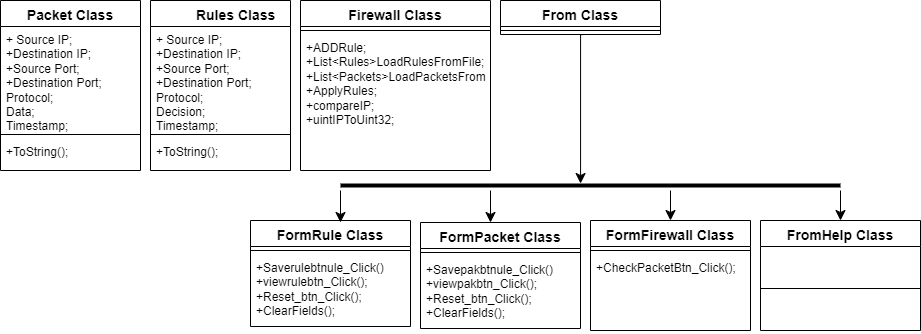 Packet Class
+ Source IP;
+Destination IP;
+Source Port;
+Destination Port;
Protocol;
Data;
Timestamp;
+ToString();
Rules Class
+ Source IP;
+Destination IP;
+Source Port;
+Destination Port;
Protocol;
Decision;
Timestamp;
+ToString();
Firewall Class
+ADDRule;
+List<Rules>LoadRulesFromFile;
+List<Packets>LoadPacketsFrom
+ApplyRules;
+compareIP;
+uintIPToUint32;
From Class
FormRule Class
+Saverulebtnule_Click()
+viewrulebtn_Click();
+Reset_btn_Click();
+ClearFields();
FormPacket Class
+Savepakbtnule_Click()
+viewpakbtn_Click();
+Reset_btn_Click();
+ClearFields();
FormFirewall Class
+CheckPacketBtn_Click();
FromHelp Class